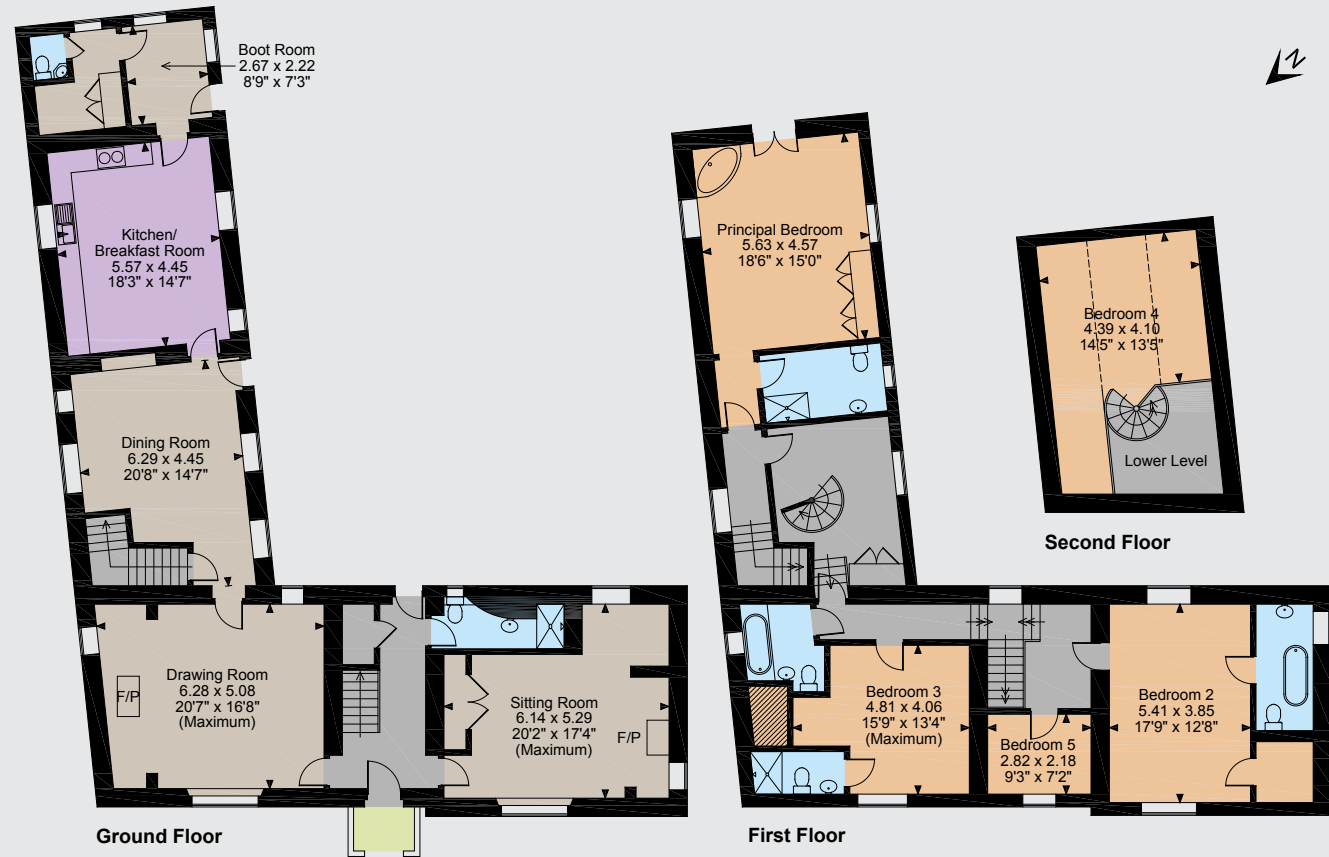 Boot Room
2.67 x 2.22
8'9" x 7'3"
N
Kitchen/
Breakfast Room
5.57 x 4.45
18'3" x 14'7"
Principal Bedroom
5.63 x 4.57
18'6" x 15'0"
Bedroom 4
4.39 x 4.10
14'5" x 13'5"
Lower Level
Second Floor
Dining Room
6.29 x 4.45
20'8" x 14'7"
Drawing Room
6.28 x 5.08
20'7" x 16'8"
(Maximum)
F/P
Sitting Room
6.14 x 5.29
20'2" x 17'4"
(Maximum)
F/P
Bedroom 3
4.81 x 4.06
15'9" x 13'4"
(Maximum)
Bedroom 5
2.82 x 2.18
9'3" x 7'2"
Bedroom 2
5.41 x 3.85
17'9" x 12'8"
Ground Floor
First Floor